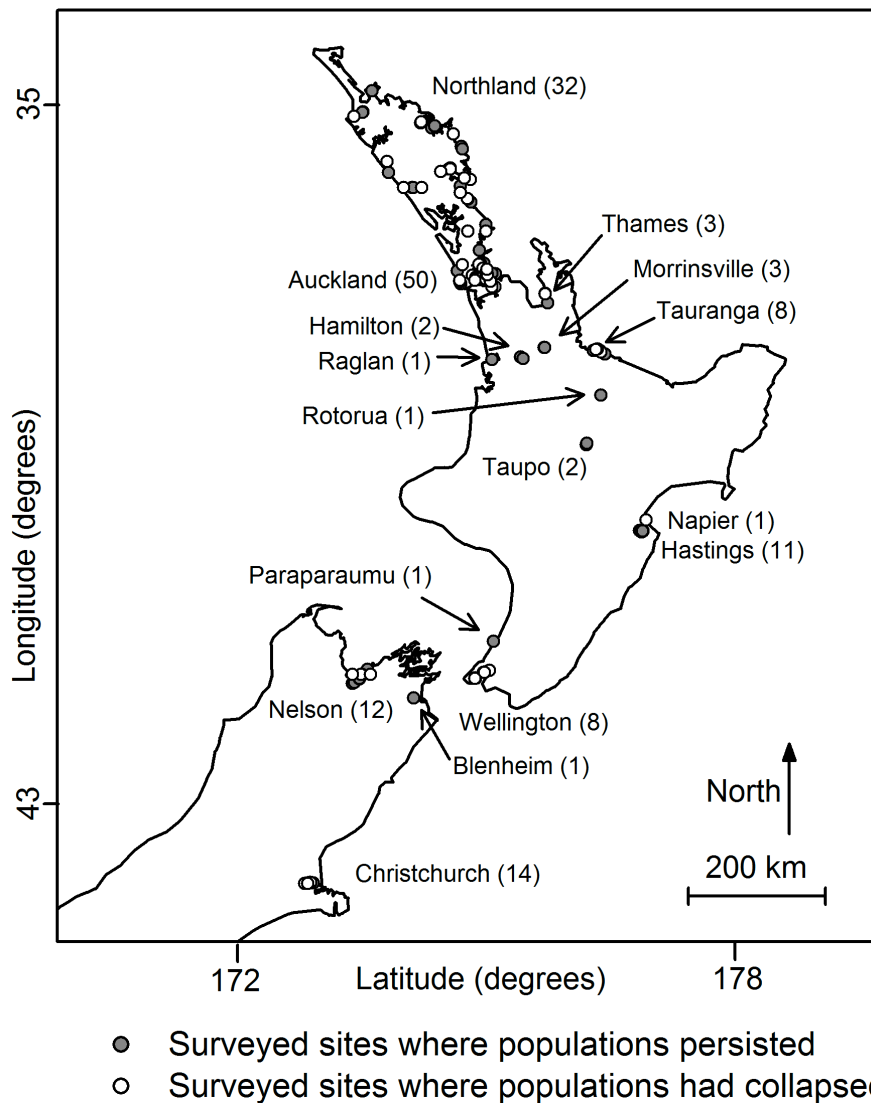 Northland (32)
35
Thames (3)
Morrinsville (3)
Auckland (50)
Tauranga (8)
Hamilton (2)
Raglan (1)
Rotorua (1)
Taupo (2)
Longitude (degrees)
Napier (1)
Hastings (11)
Paraparaumu (1)
Nelson (12)
Wellington (8)
Blenheim (1)
43
North
200 km
Christchurch (14)
172
Latitude (degrees)
178
Surveyed sites where populations persisted
Surveyed sites where populations had collapsed